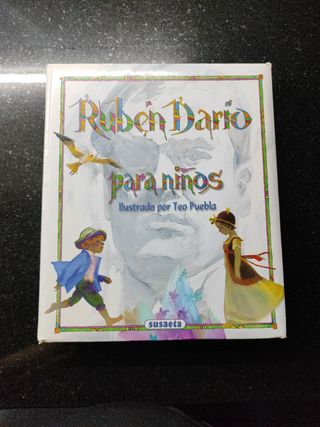 Rubén Darío
para niños
Ilustrado por Teo Puebla
susaeta